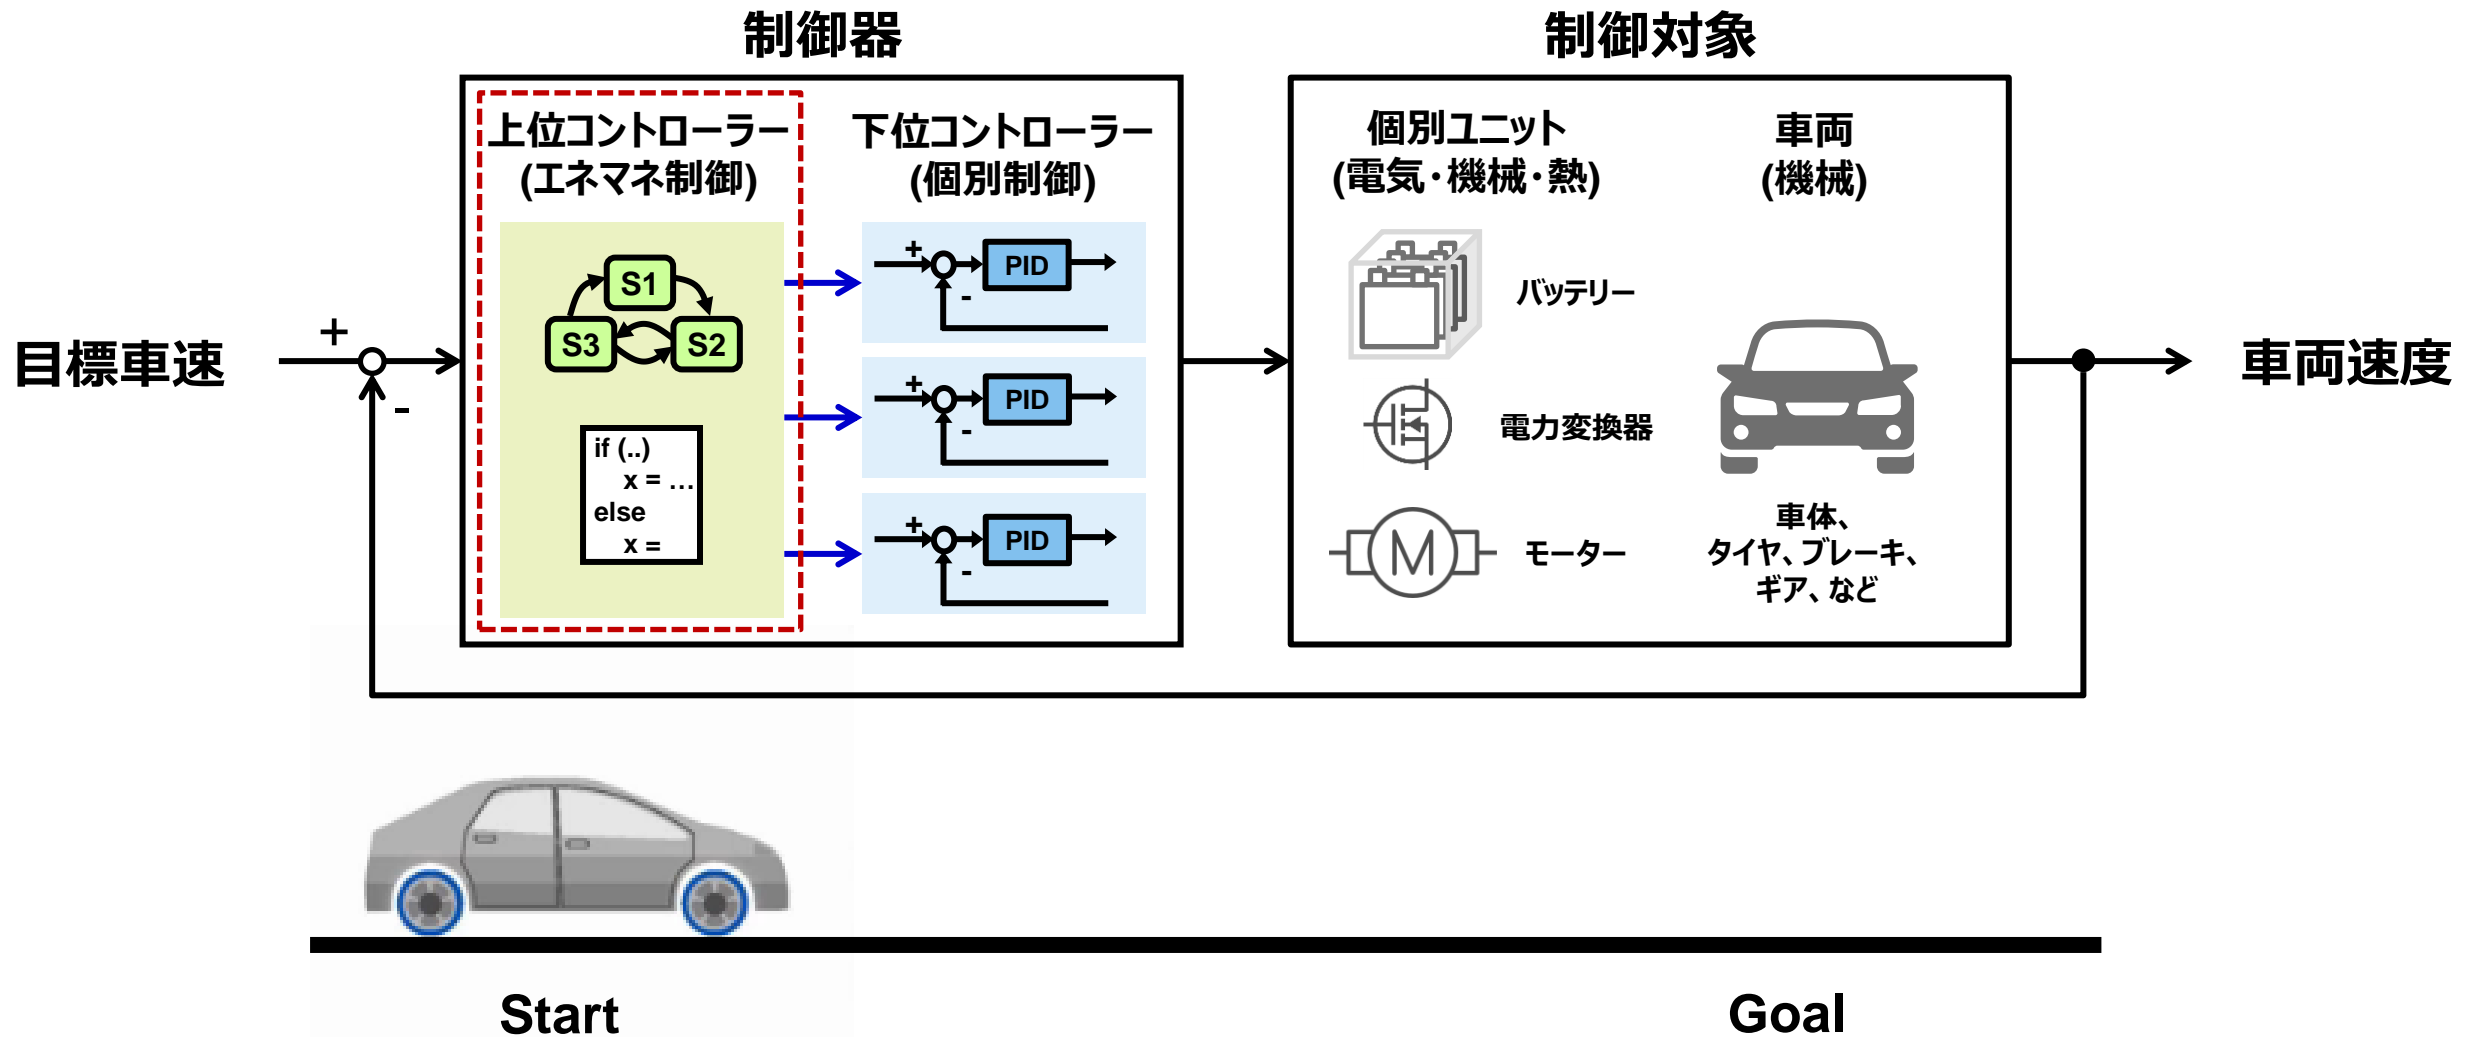 制御器
制御対象
上位コントローラー
(エネマネ制御)
下位コントローラー
(個別制御)
個別ユニット
(電気・機械・熱)
車両
(機械)
S1
S3
S2
if (..)
x = ...
else
x =
+
-
PID
+
-
PID
+
-
PID
バッテリー
電力変換器
M
モーター
車体、
タイヤ、ブレーキ、
ギア、など
目標車速
+
-
車両速度
Start
Goal